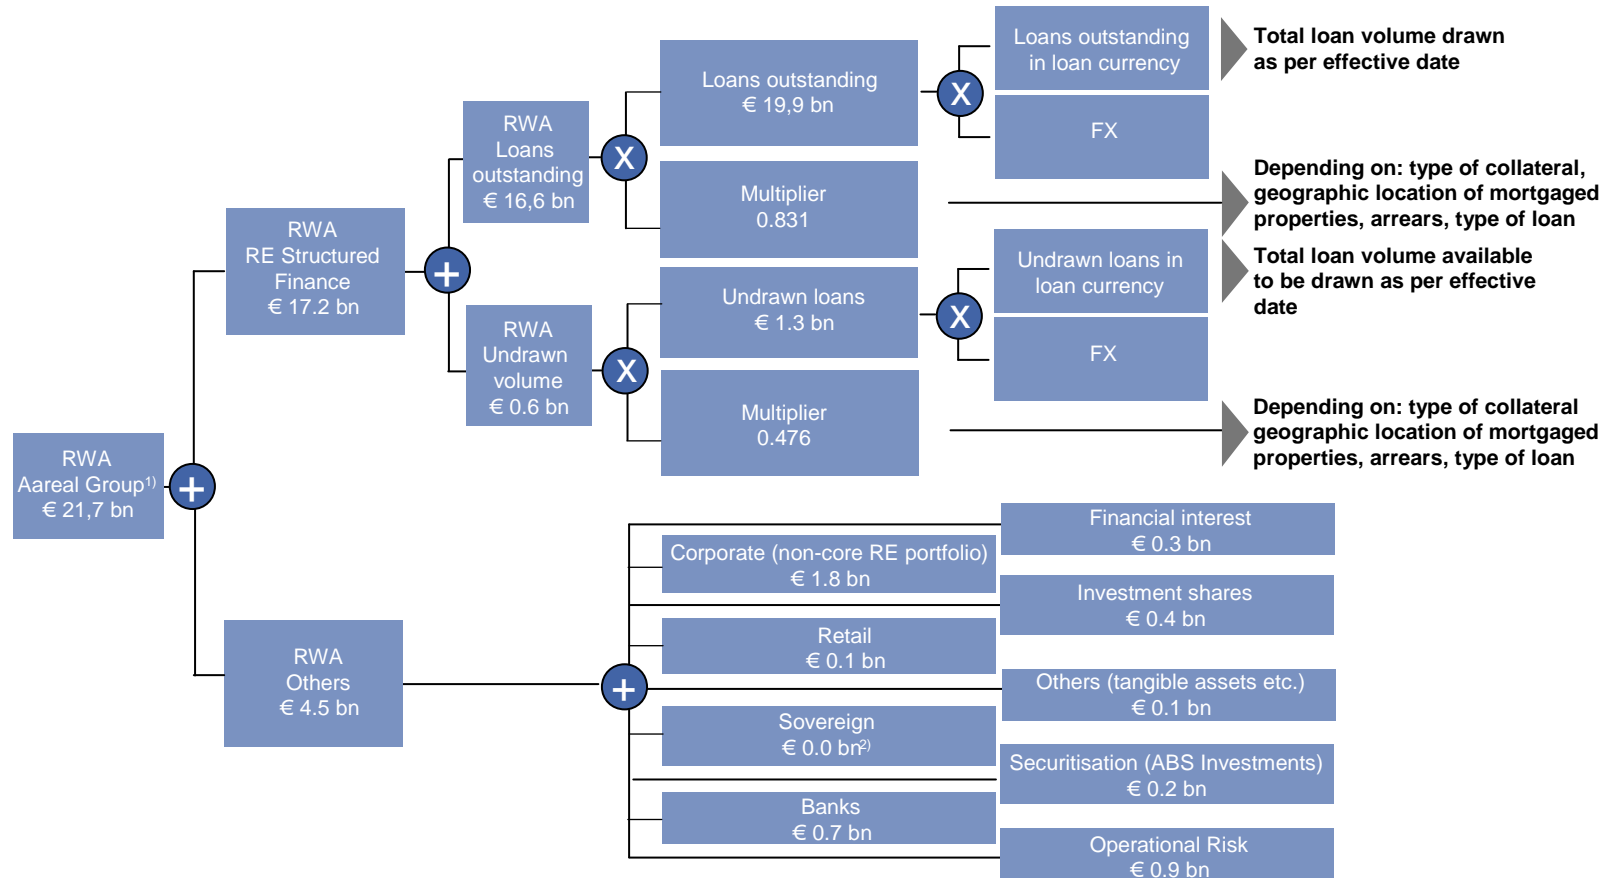 RWA
Aareal Group1)
€ 21,7 bn
+
RWA
RE Structured
Finance
€ 17.2 bn
+
RWA
Loans
outstanding
€ 16,6 bn
X
Loans outstanding
€ 19,9 bn
X
Loans outstanding
in loan currency
Total loan volume drawn
as per effective date
FX
Multiplier
0.831
Depending on: type of collateral,
geographic location of mortgaged
properties, arrears, type of loan
RWA
Undrawn
volume
€ 0.6 bn
X
Undrawn loans
€ 1.3 bn
X
Undrawn loans in
loan currency
Total loan volume available
to be drawn as per effective
date
FX
Multiplier
0.476
Depending on: type of collateral
geographic location of mortgaged
properties, arrears, type of loan
RWA
Others
€ 4.5 bn
+
Financial interest
€ 0.3 bn
Corporate (non-core RE portfolio)
€ 1.8 bn
Investment shares
€ 0.4 bn
Retail
€ 0.1 bn
Others (tangible assets etc.)
€ 0.1 bn
Sovereign
€ 0.0 bn2)
Securitisation (ABS Investments)
€ 0.2 bn
Banks
€ 0.7 bn
Operational Risk
€ 0.9 bn